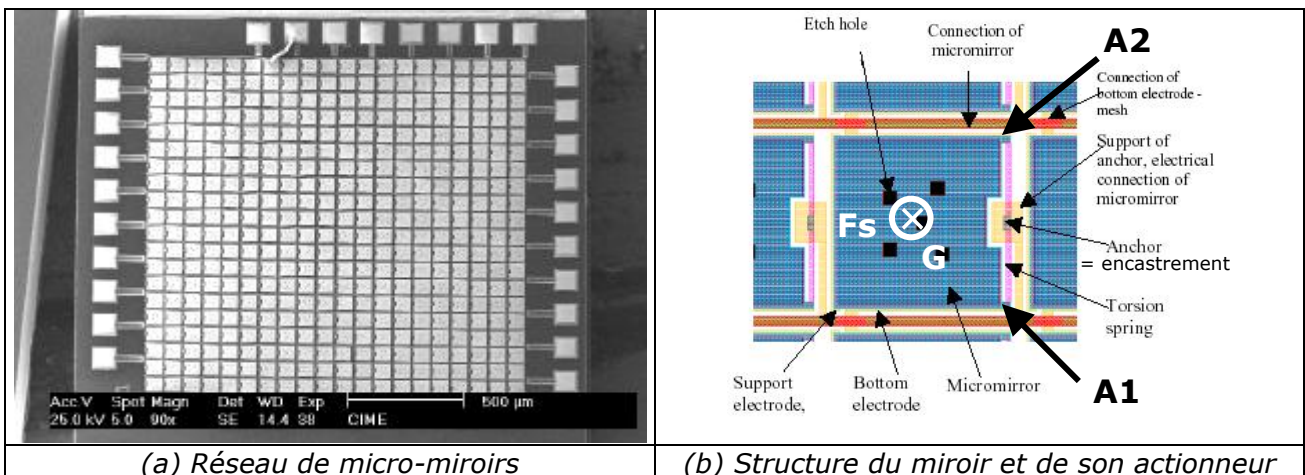 Acc.V Spot Magn Det WD Exp 500 µm
25.0 kV 5.0 90x SE 14.4 38 CIME
(a) Réseau de micro-miroirs
Etch hole
Connection of
micromirror
A2
Connection of
bottom electrode -
mesh
Support of
anchor, electrical
connection of
micromirror
Fs
G
Anchor
= encastrement
Torsion
spring
Support
electrode,
Bottom
electrode
Micromirror
A1
(b) Structure du miroir et de son actionneur